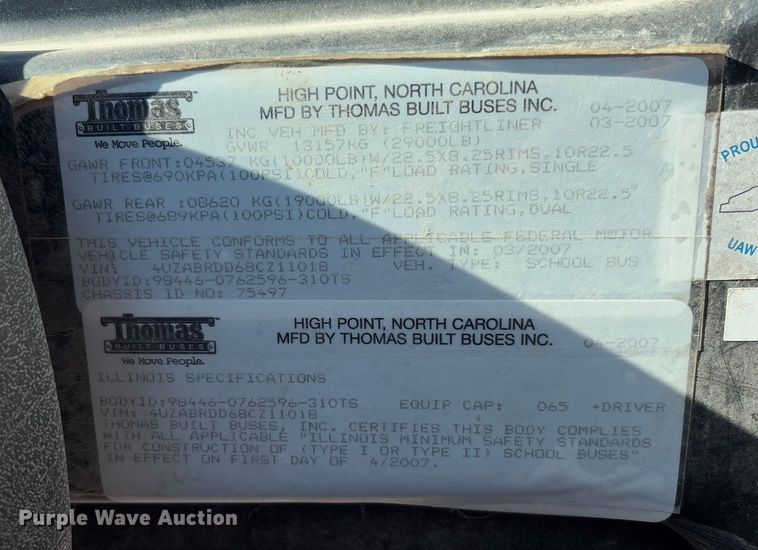 Thomas™
BUILT BUSES®
We Move People.
HIGH POINT, NORTH CAROLINA
MFD BY THOMAS BUILT BUSES INC. 04-2007
INC VEH MFD BY: FREIGHTLINER 03-2007
GVWR 13157KG (29000LB)
GAWR FRONT:04537 KG(10000LB)W/22.5X8.25RIMS,10R22.5
TIRES@690KPA(100PSI)COLD,"F"LOAD RATING,SINGLE
GAWR REAR :08620 KG(19000LB)W/22.5X8.25RIMS,10R22.5
TIRES@689KPA(100PSI)COLD,"F"LOAD RATING,DUAL
THIS VEHICLE CONFORMS TO ALL APPLICABLE FEDERAL MOTOR
VEHICLE SAFETY STANDARDS IN EFFECT IN: 03/2007
VIN: 4UZABRDD68CZ11018 VEH. TYPE: SCHOOL BUS
BODYID:98446-0762596-310TS
CHASSIS ID NO: 75497
PROU
UAW
Thomas™
BUILT BUSES®
We Move People.
HIGH POINT, NORTH CAROLINA
MFD BY THOMAS BUILT BUSES INC. 04-2007
ILLINOIS SPECIFICATIONS
BODYID:98446-0762596-310TS EQUIP CAP: 065 +DRIVER
VIN: 4UZABRDD68CZ11018
THOMAS BUILT BUSES, INC. CERTIFIES THIS BODY COMPLIES
WITH ALL APPLICABLE "ILLINOIS MINIMUM SAFETY STANDARDS
FOR CONSTRUCTION OF (TYPE I OR TYPE II) SCHOOL BUSES"
IN EFFECT ON FIRST DAY OF 4/2007.
Purple Wave Auction